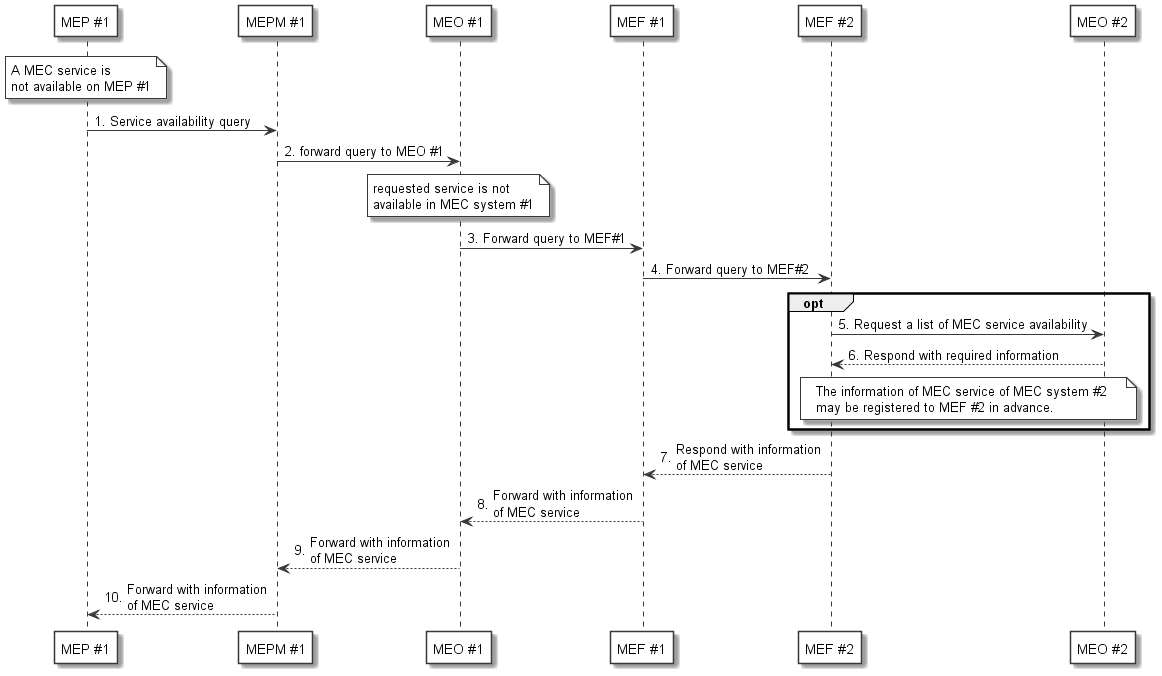 MEP #1
MEPM #1
MEO #1
MEF #1
MEF #2
MEO #2
A MEC service is
not available on MEP #1
1. Service availability query
2. forward query to MEO #1
requested service is not
available in MEC system #1
3. Forward query to MEF#1
4. Forward query to MEF#2
opt
5. Request a list of MEC service availability
6. Respond with required information
The information of MEC service of MEC system #2
may be registered to MEF #2 in advance.
7. Respond with information
of MEC service
8. Forward with information
of MEC service
9. Forward with information
of MEC service
10. Forward with information
of MEC service
MEP #1
MEPM #1
MEO #1
MEF #1
MEF #2
MEO #2